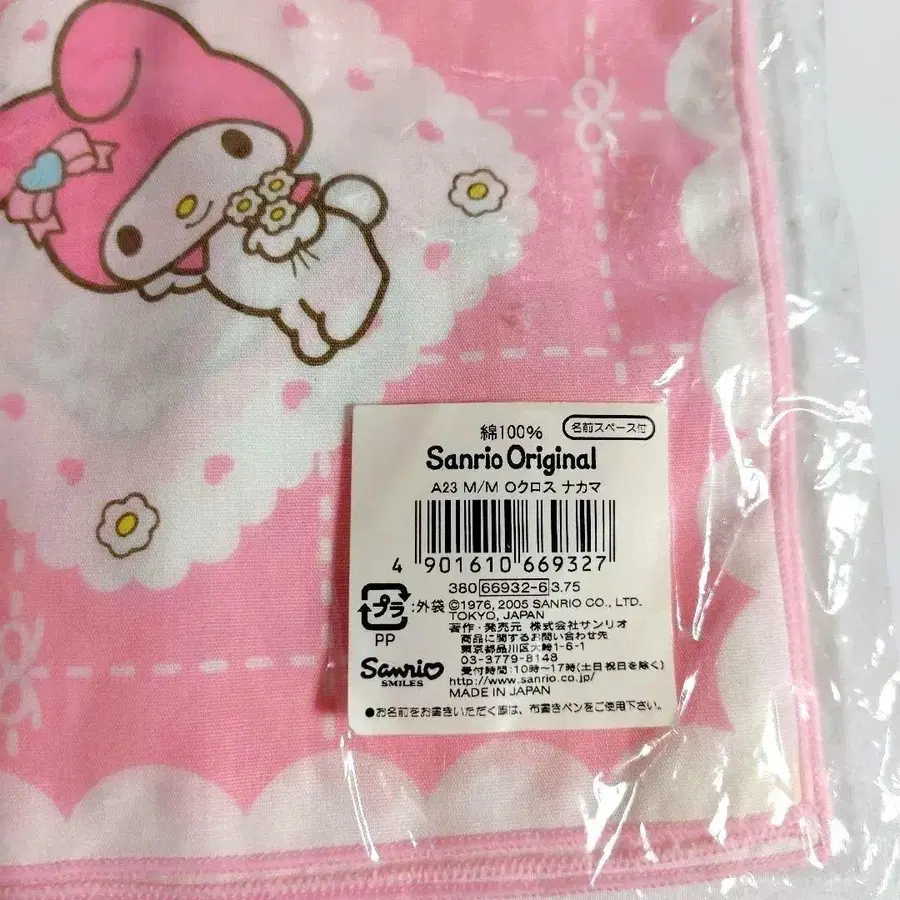 綿100%
名前スペース付
Sanrio Original
A23 M/M Oクロス ナカマ
4 901610 669327
380 66932-6 3.75
プラ
:外袋
PP
©1976, 2005 SANRIO CO., LTD.
TOKYO, JAPAN
著作・発売元 株式会社サンリオ
商品に関するお問い合わせ先
東京都品川区大崎1-6-1
03-3779-8148
受付時間:10時〜17時(土日祝日を除く)
http://www.sanrio.co.jp/
MADE IN JAPAN
Sanrio
SMILES
●お名前をお書きいただく際は、布書きペンをご使用下さい。